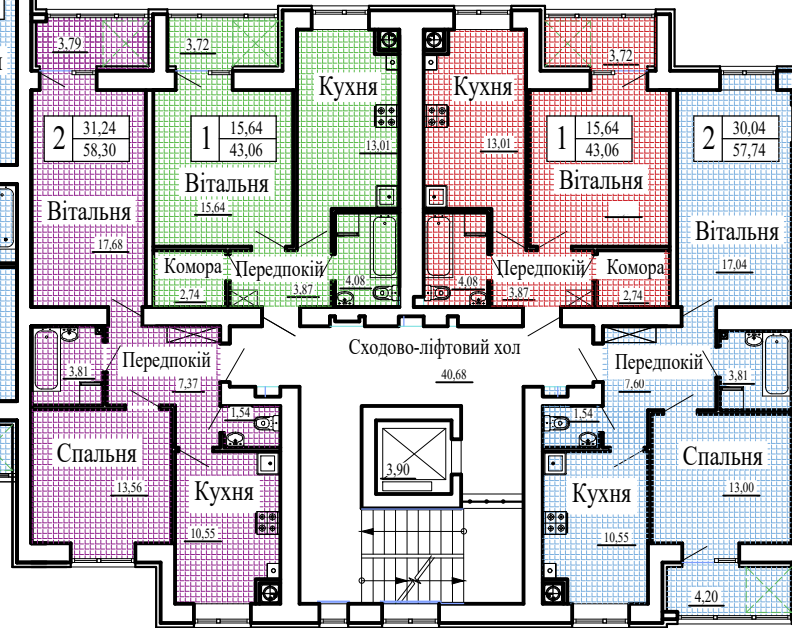 3,79
3,72
3,72
Кухня
Кухня
13,01
13,01
2
31,24
58,30
1
15,64
43,06
1
15,64
43,06
2
30,04
57,74
Вітальня
15,64
Вітальня
Вітальня
17,68
Вітальня
17,04
Комора
2,74
Передпокій
3,87
4,08
4,08
Передпокій
3,87
Комора
2,74
Сходово-ліфтовий хол
40,68
3,81
Передпокій
7,37
Передпокій
7,60
3,81
1,54
1,54
Спальня
13,56
Кухня
10,55
3,90
Кухня
10,55
Спальня
13,00
4,20